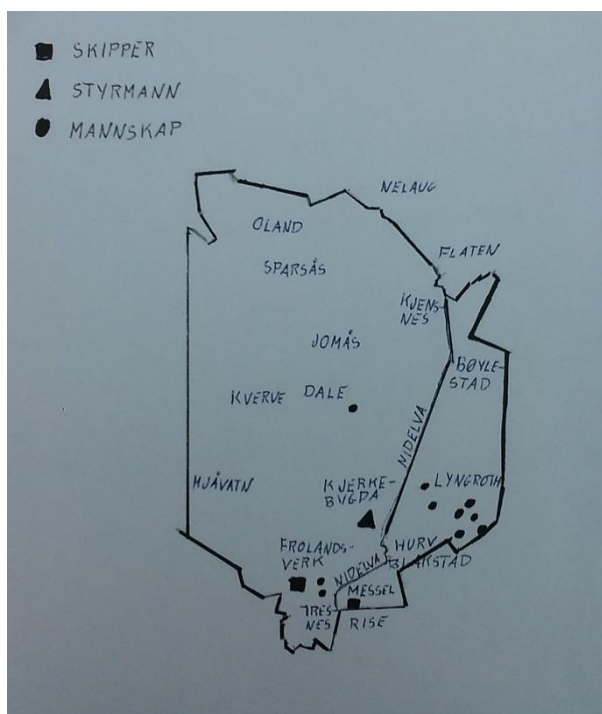 SKIPPER
STYRMANN
MANNSKAP
NELAUG
OLAND
FLATEN
SPARSÅS
KJENS-
NES
JOMÅS
BØYLE-
STAD
KVERVE
DALE
NIDELVA
MJÅVATN
KJERKE-
BYGDA
LYNGROTH
FROLANDS-
VERK
HURV
BLAKSTAD
NIDELVA
MESSEL
TRES-
NES
RISE